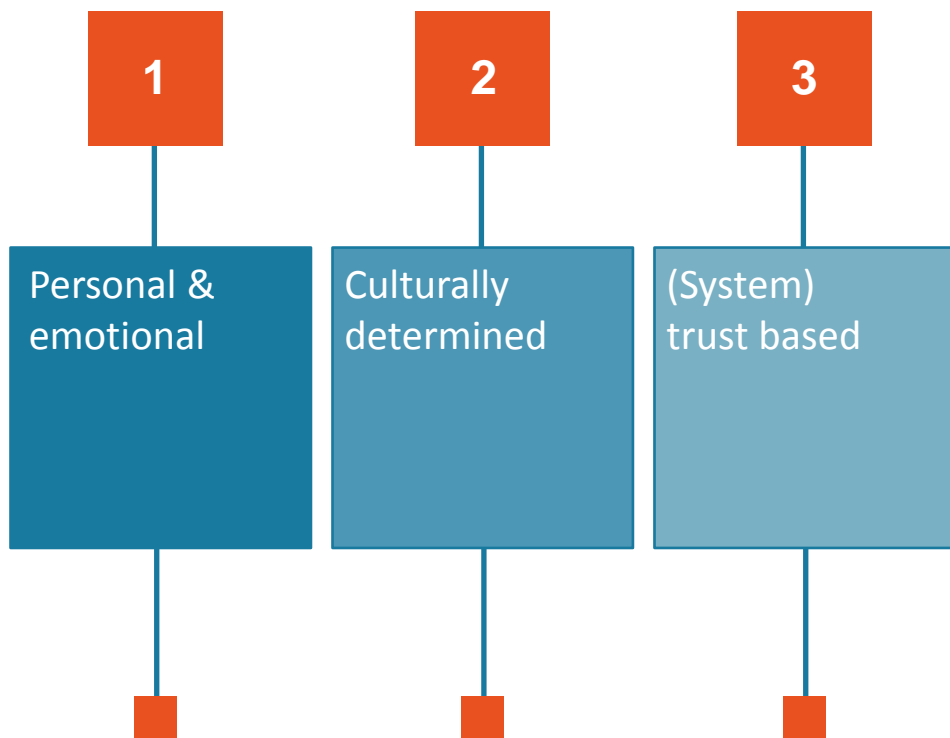 1
2
3
Personal &
emotional
Culturally
determined
(System)
trust based